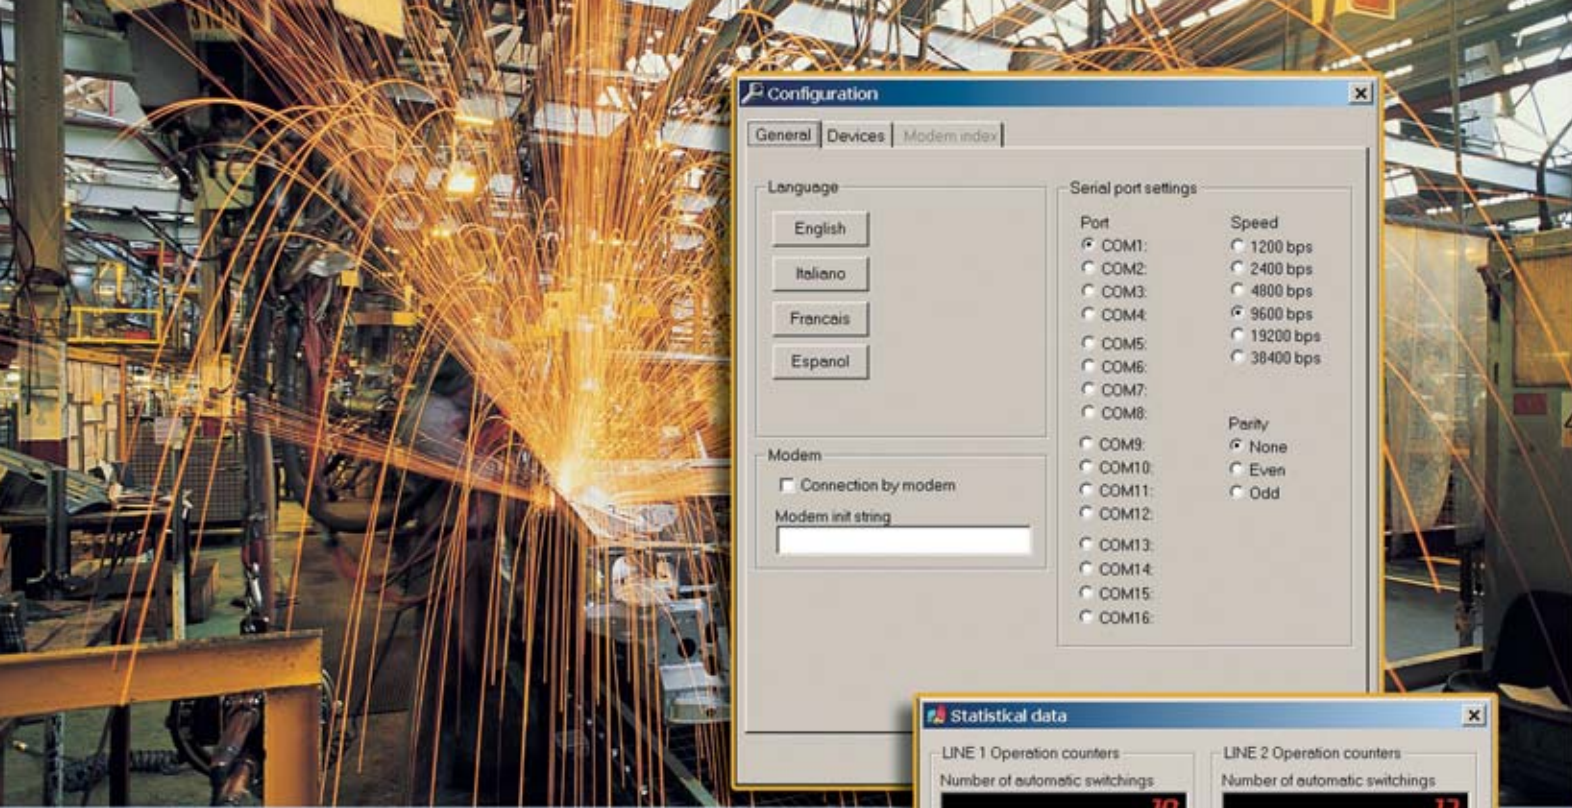 Configuration
General Devices Modem index
Language
English
Italiano
Francais
Espanol
Modem
Connection by modem
Modem init string
Serial port settings
Port
COM1:
COM2:
COM3:
COM4:
COM5:
COM6:
COM7:
COM8:
COM9:
COM10:
COM11:
COM12:
COM13:
COM14:
COM15:
COM16:
Speed
1200 bps
2400 bps
4800 bps
9600 bps
19200 bps
38400 bps
Parity
None
Even
Odd
Statistical data
LINE 1 Operation counters
Number of automatic switchings
LINE 2 Operation counters
Number of automatic switchings